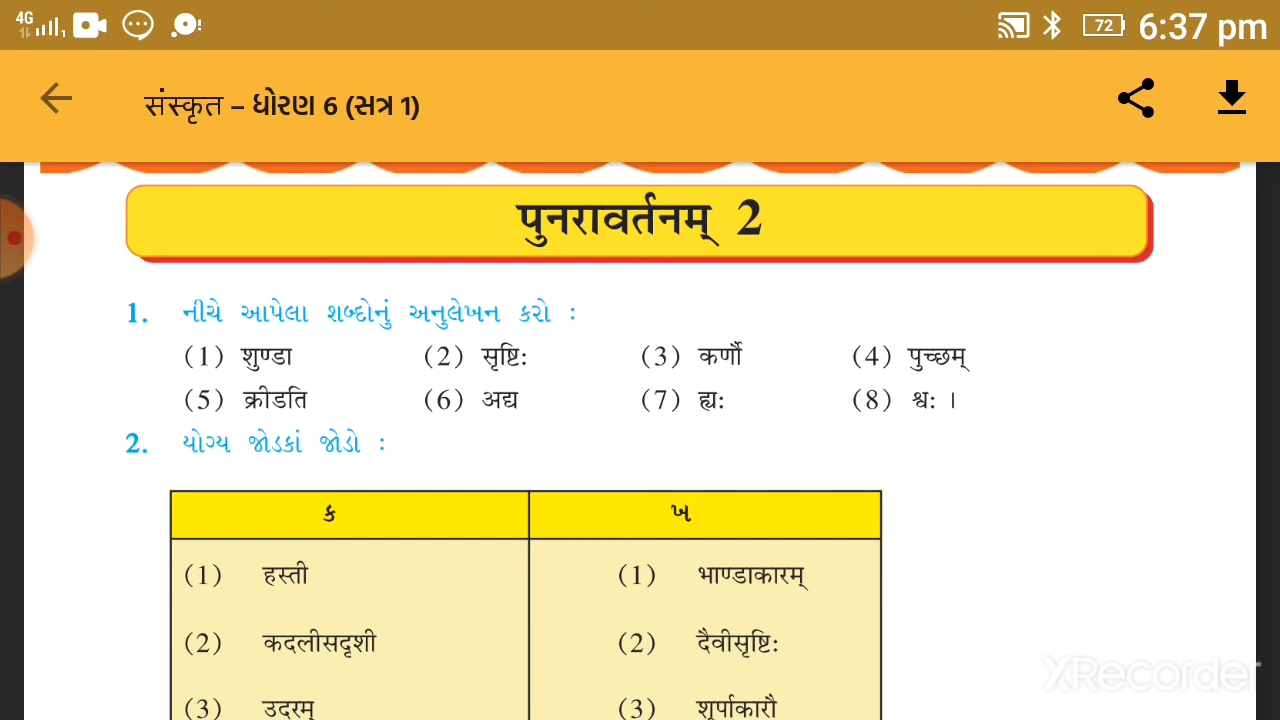 4G 72 6:37 pm
संस्कृत – ધોરણ 6 (સત્ર 1)
पुनरावर्तनम् 2
1. નીચે આપેલા શબ્દોનું અનુલેખન કરો :
(1) शुण्डा (2) सृष्टिः (3) कर्णौ (4) पुच्छम्
(5) क्रीडति (6) अद्य (7) ह्यः (8) श्वः ।
2. યોગ્ય જોડકાં જોડો :
ક ખ
(1) हस्ती (1) भाण्डाकारम्
(2) कदलीसदृशी (2) दैवीसृष्टिः
(3) उदरम् (3) शूर्पाकारौ
XRecorder